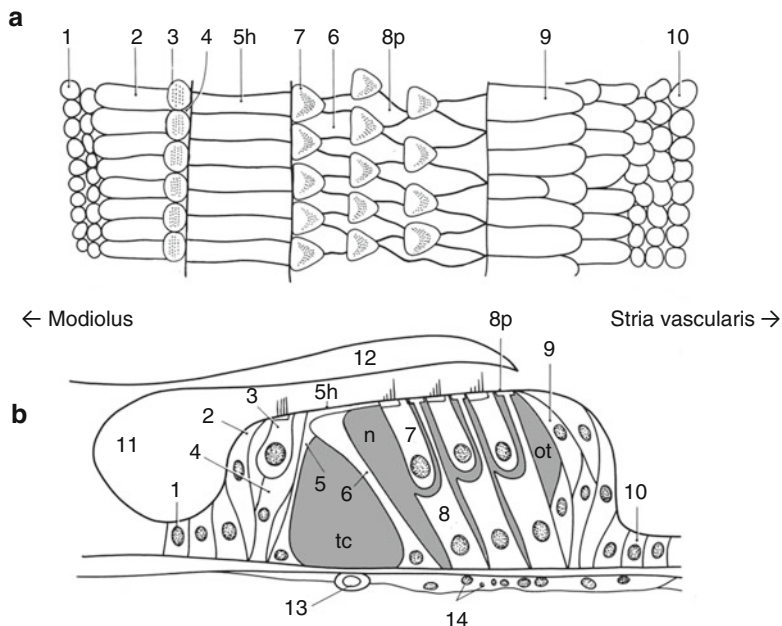 a
1 2 3 4 5h 7 6 8p 9 10
← Modiolus Stria vascularis →
8p
12 9
b 3 5h
2
11 n 7 ot
4
1 5 6 10
8
tc
13 14